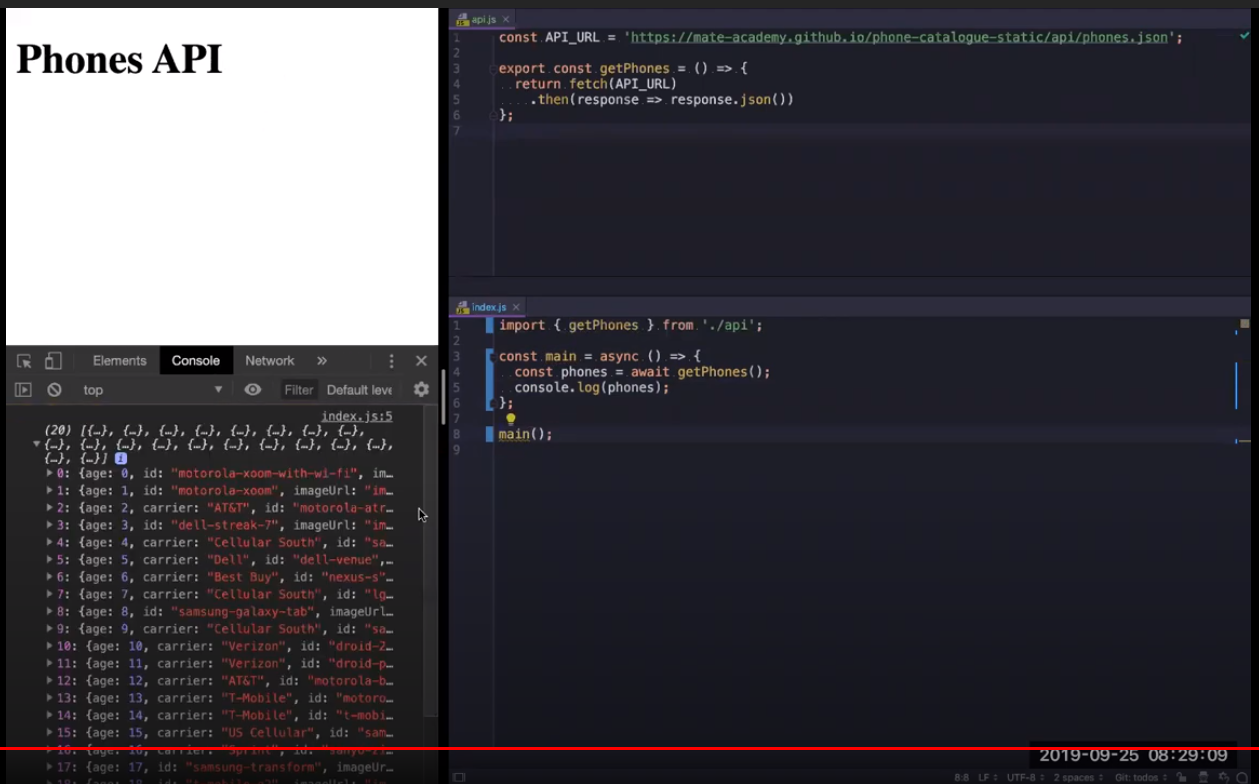 Phones API
Elements Console Network »
top Filter Default leve
index.js:5
(20) [{…}, {…}, {…}, {…}, {…}, {…}, {…}, {…},
{…}, {…}, {…}, {…}, {…}, {…}, {…}, {…}, {…}, {…},
{…}, {…}]
0: {age: 0, id: "motorola-xoom-with-wi-fi", im…
1: {age: 1, id: "motorola-xoom", imageUrl: "im…
2: {age: 2, carrier: "AT&T", id: "motorola-atr…
3: {age: 3, id: "dell-streak-7", imageUrl: "im…
4: {age: 4, carrier: "Cellular South", id: "sa…
5: {age: 5, carrier: "Dell", id: "dell-venue",…
6: {age: 6, carrier: "Best Buy", id: "nexus-s"…
7: {age: 7, carrier: "Cellular South", id: "lg…
8: {age: 8, id: "samsung-galaxy-tab", imageUrl…
9: {age: 9, carrier: "Cellular South", id: "sa…
10: {age: 10, carrier: "Verizon", id: "droid-2…
11: {age: 11, carrier: "Verizon", id: "droid-p…
12: {age: 12, carrier: "AT&T", id: "motorola-b…
13: {age: 13, carrier: "T-Mobile", id: "motoro…
14: {age: 14, carrier: "T-Mobile", id: "t-mobi…
15: {age: 15, carrier: "US Cellular", id: "sam…
16: {age: 16, carrier: "Sprint", id: "sanyo-zi…
17: {age: 17, id: "samsung-transform", imageUr…
api.js
1 const API_URL = 'https://mate-academy.github.io/phone-catalogue-static/api/phones.json';
2
3 export const getPhones = () => {
4 return fetch(API_URL)
5 .then(response => response.json())
6 };
7
index.js
1 import { getPhones } from './api';
2
3 const main = async () => {
4 const phones = await getPhones();
5 console.log(phones);
6 };
7
8 main();
9
2019-09-25 08:29:09
8:8 LF UTF-8 2 spaces Git: todos